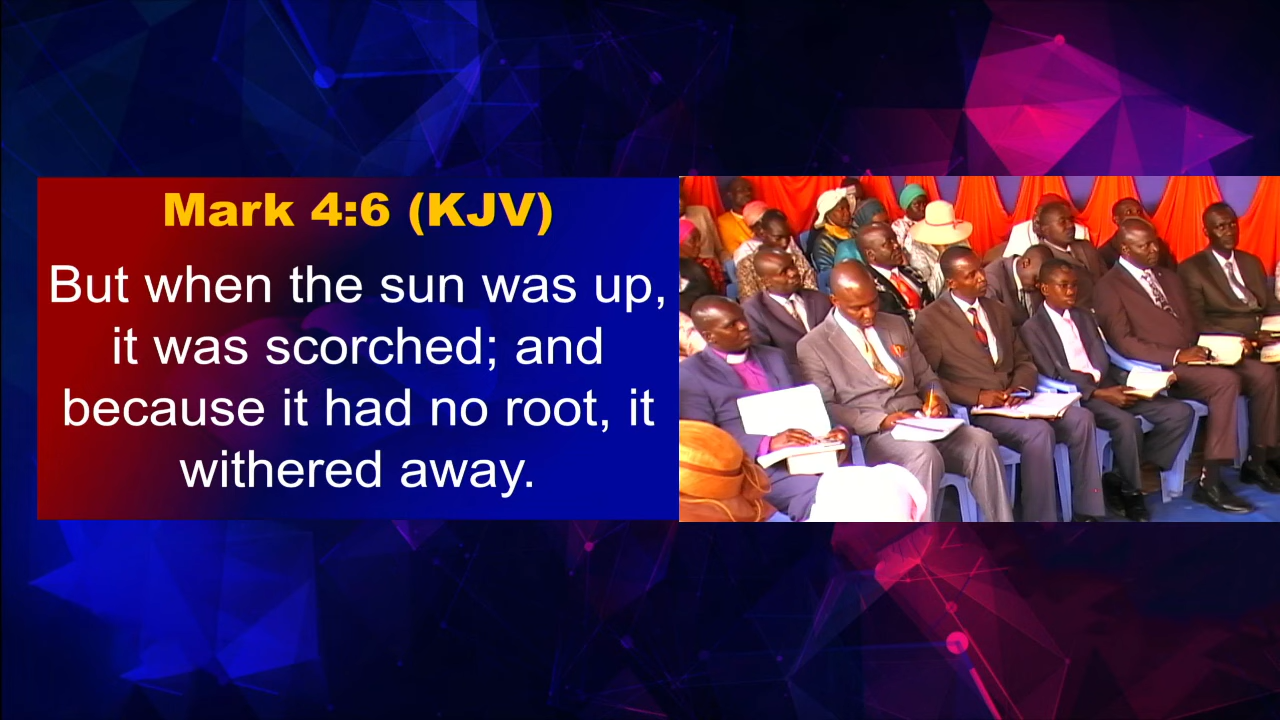 Mark 4:6 (KJV)
But when the sun was up,
it was scorched; and
because it had no root, it
withered away.